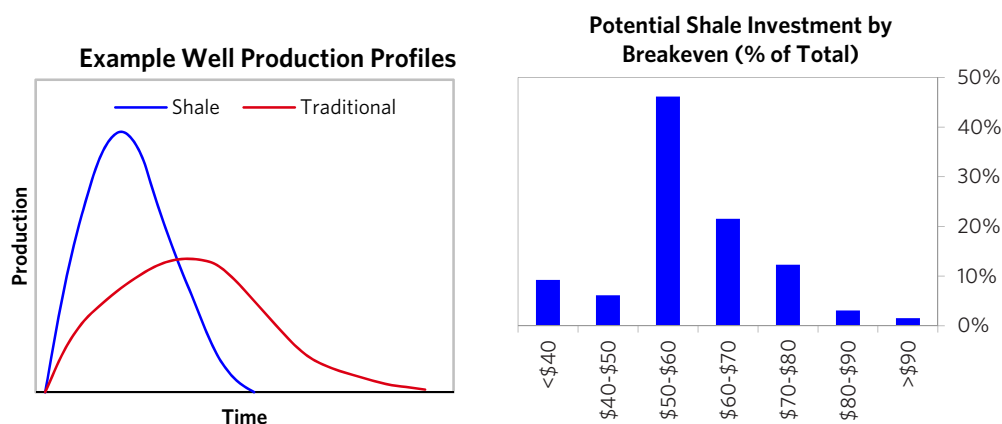 Example Well Production Profiles
Shale
Traditional
Production
Time
Potential Shale Investment by
Breakeven (% of Total)
50%
40%
30%
20%
10%
0%
<$40
$40-$50
$50-$60
$60-$70
$70-$80
$80-$90
>$90